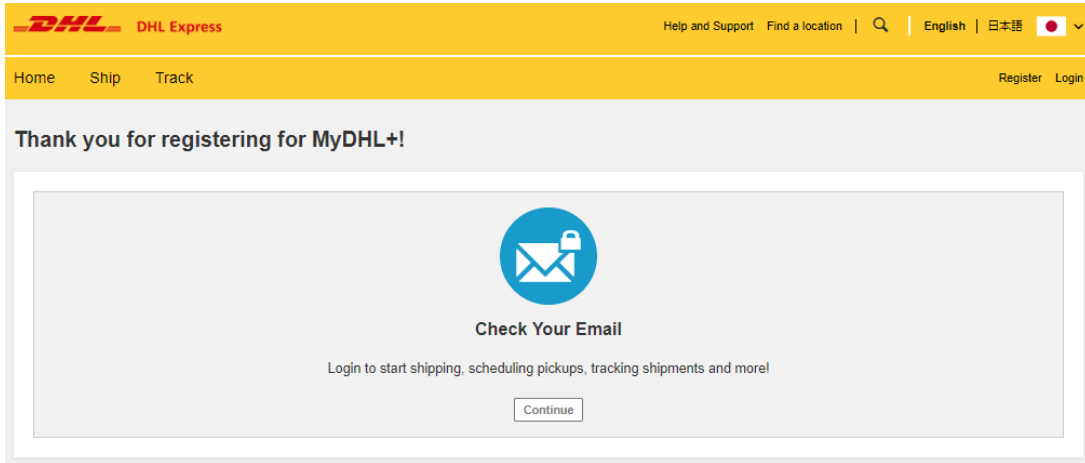 DHL DHL Express Help and Support Find a location | English | 日本語
Home Ship Track Register Login
Thank you for registering for MyDHL+!
Check Your Email
Login to start shipping, scheduling pickups, tracking shipments and more!
Continue